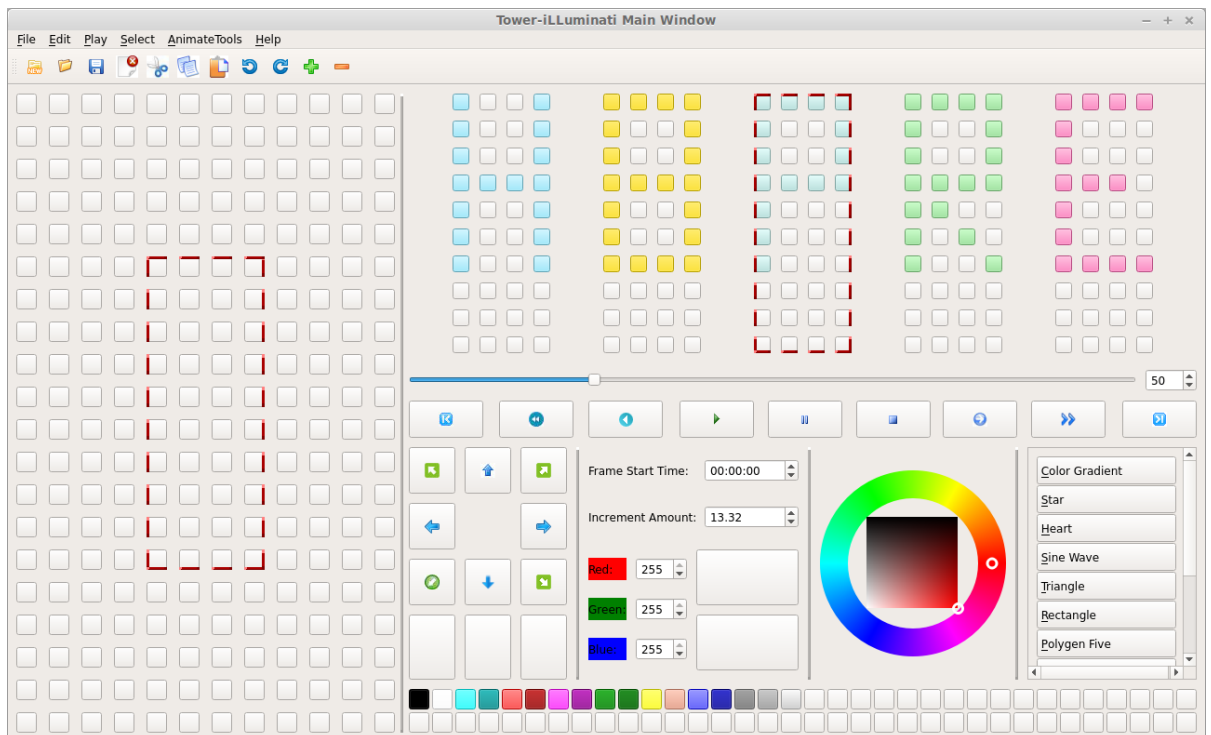 Tower-iLLuminati Main Window
File Edit Play Select AnimateTools Help
50
Frame Start Time: 00:00:00
Increment Amount: 13.32
Red: 255
Green: 255
Blue: 255
Color Gradient
Star
Heart
Sine Wave
Triangle
Rectangle
Polygen Five